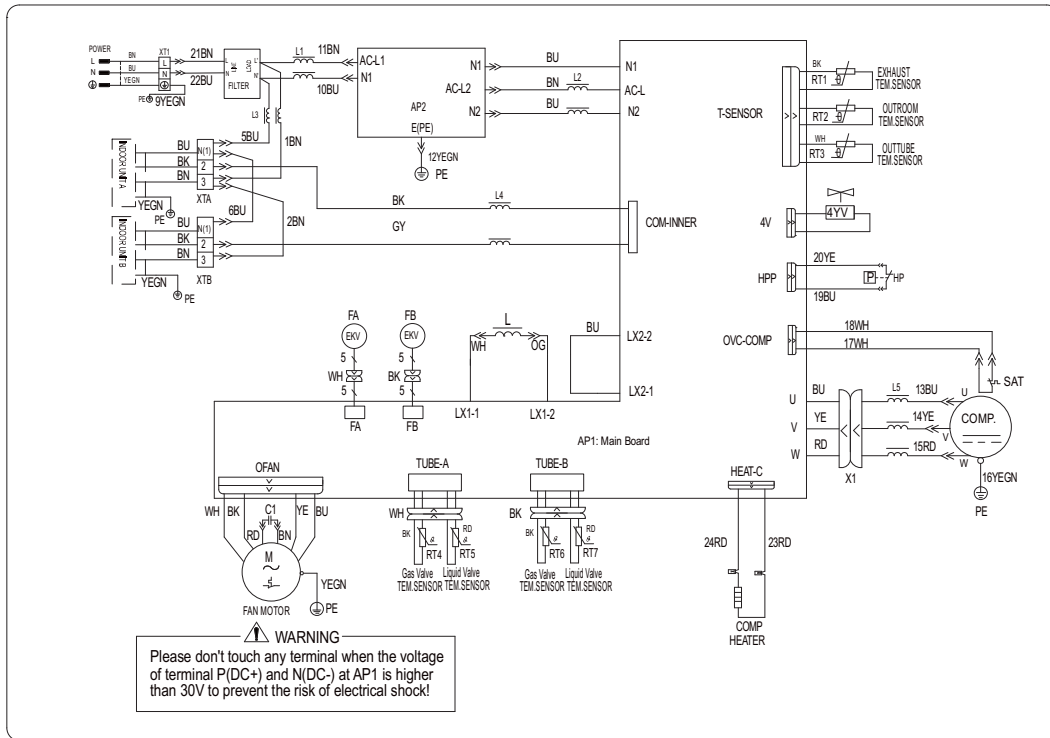 POWER
L
N
BN
BU
YEGN
XT1
L
N
PE
9YEGN
21BN
22BU
L
N
LINE
LOAD
L'
N'
FILTER
L1
11BN
10BU
AC-L1
N1
N1
AC-L2
N2
AP2
E(PE)
12YEGN
PE
BU
BN
L2
BU
N1
AC-L
N2
L3
5BU
1BN
INDOOR UNIT A
BU
BK
BN
YEGN
N(1)
2
3
XTA
PE
6BU
2BN
INDOOR UNIT B
BU
BK
BN
YEGN
N(1)
2
3
XTB
PE
BK
L4
GY
COM-INNER
T-SENSOR
BK
RT1
EXHAUST
TEM.SENSOR
RT2
OUTROOM
TEM.SENSOR
WH
RT3
OUTTUBE
TEM.SENSOR
4V
4YV
HPP
20YE
P
HP
19BU
OVC-COMP
18WH
17WH
SAT
U
V
W
BU
YE
RD
X1
L5
13BU
14YE
15RD
U
V
W
COMP.
16YEGN
PE
FA
EKV
5
WH
5
FA
FB
EKV
5
BK
5
FB
L
WH
OG
LX1-1
LX1-2
BU
LX2-2
LX2-1
AP1: Main Board
OFAN
WH
BK
C1
YE
BU
RD
BN
M
YEGN
PE
FAN MOTOR
TUBE-A
WH
BK
RT4
RD
RT5
Gas Valve
TEM.SENSOR
Liquid Valve
TEM.SENSOR
TUBE-B
BK
BK
RT6
RD
RT7
Gas Valve
TEM.SENSOR
Liquid Valve
TEM.SENSOR
HEAT-C
24RD
23RD
COMP
HEATER
WARNING
Please don't touch any terminal when the voltage
of terminal P(DC+) and N(DC-) at AP1 is higher
than 30V to prevent the risk of electrical shock!